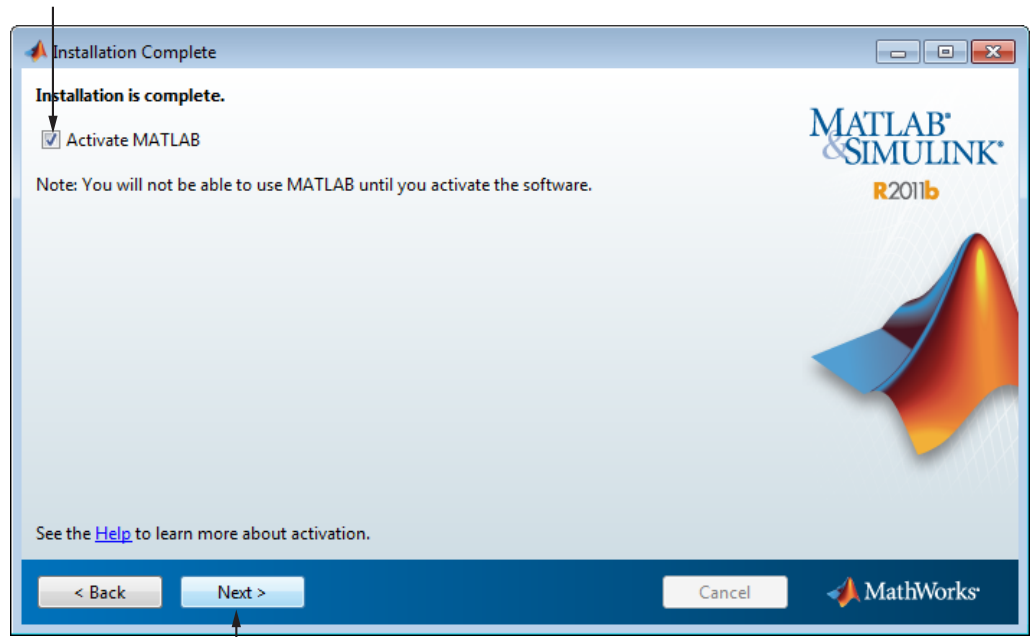 Installation Complete
Installation is complete.
Activate MATLAB
Note: You will not be able to use MATLAB until you activate the software.
MATLAB®
&SIMULINK®
R2011b
See the Help to learn more about activation.
< Back
Next >
Cancel
MathWorks®